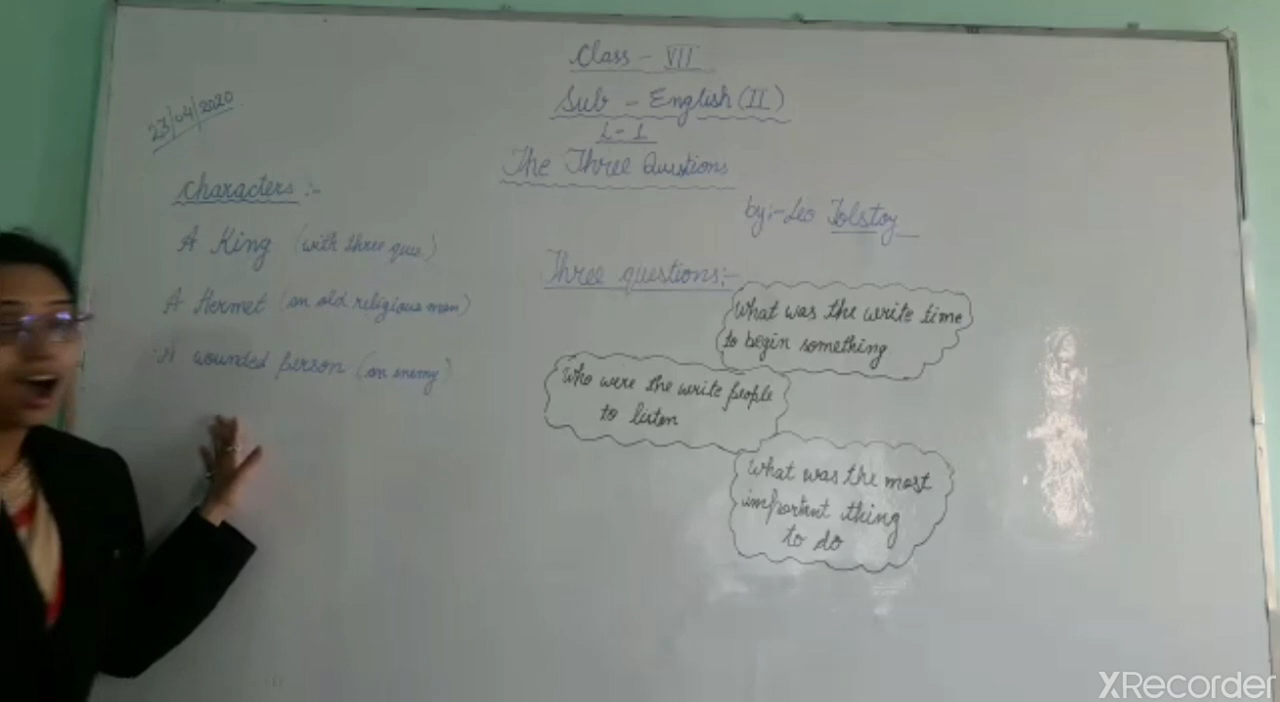 Class - VII
Sub - English (II)
23/04/2020
L-1
The Three Questions
by:- Leo Tolstoy
Characters :-
A King (with three ques.)
A Hermet (an old religious man)
A wounded person (an enemy)
Three questions:-
What was the write time
to begin something
Who were the write people
to listen
What was the most
important thing
to do
XRecorder